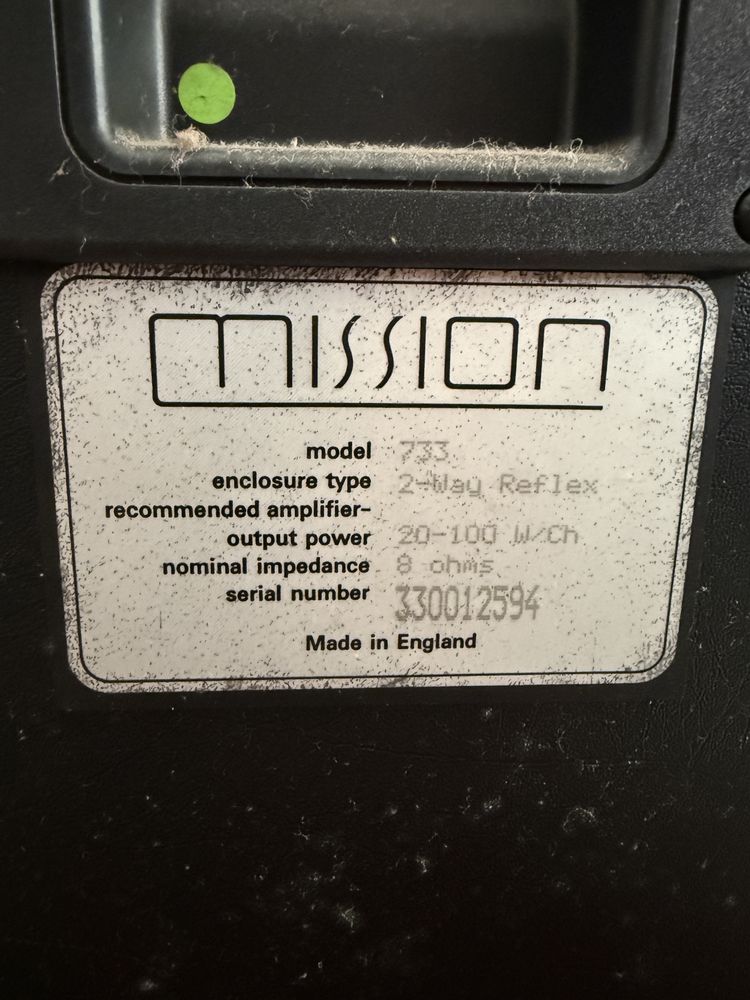 mission
model 733
enclosure type 2-Way Reflex
recommended amplifier-
output power 20-100 W/Ch
nominal impedance 8 ohms
serial number 330012594
Made in England